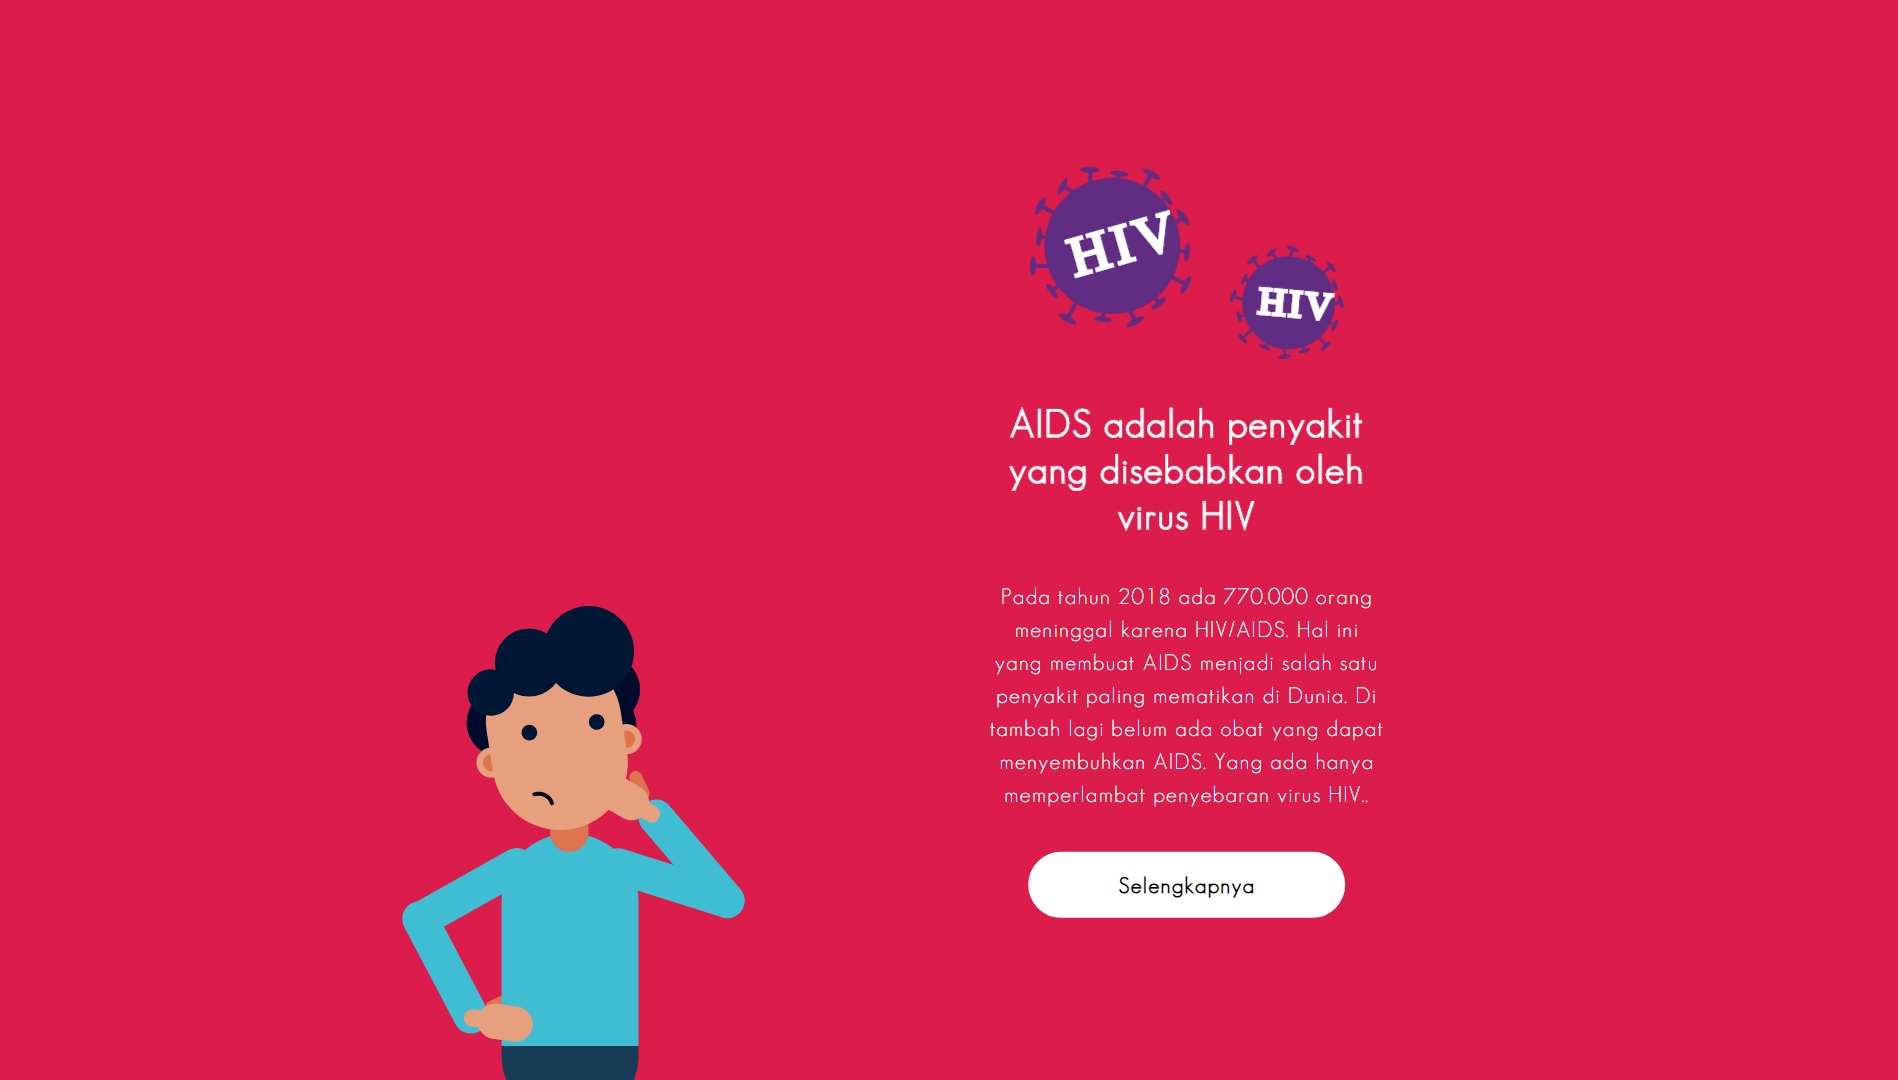 HIV
HIV
AIDS adalah penyakit
yang disebabkan oleh
virus HIV
Pada tahun 2018 ada 770.000 orang
meninggal karena HIV/AIDS. Hal ini
yang membuat AIDS menjadi salah satu
penyakit paling mematikan di Dunia. Di
tambah lagi belum ada obat yang dapat
menyembuhkan AIDS. Yang ada hanya
memperlambat penyebaran virus HIV..
Selengkapnya